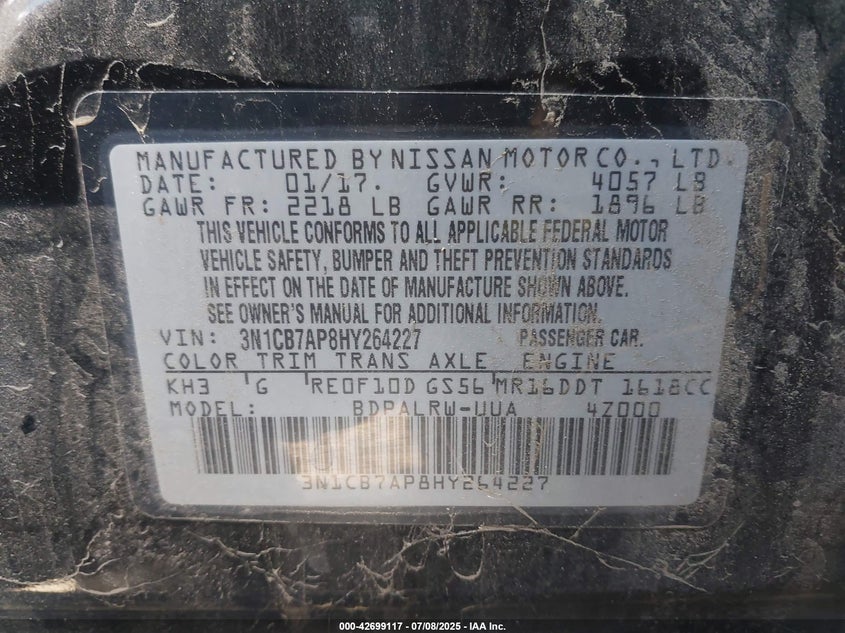 MANUFACTURED BY NISSAN MOTOR CO., LTD.
DATE: 01/17. GVWR: 4057 LB
GAWR FR: 2218 LB GAWR RR: 1896 LB
THIS VEHICLE CONFORMS TO ALL APPLICABLE FEDERAL MOTOR
VEHICLE SAFETY, BUMPER AND THEFT PREVENTION STANDARDS
IN EFFECT ON THE DATE OF MANUFACTURE SHOWN ABOVE.
SEE OWNER'S MANUAL FOR ADDITIONAL INFORMATION.
VIN: 3N1CB7AP8HY264227 PASSENGER CAR.
COLOR TRIM TRANS AXLE ENGINE
KH3 G RE0F10D GS56 MR16DDT 1618CC
MODEL: BDPALRW-UUA 4Z000
3N1CB7AP8HY264227
000-42699117 - 07/08/2025 - IAA Inc.